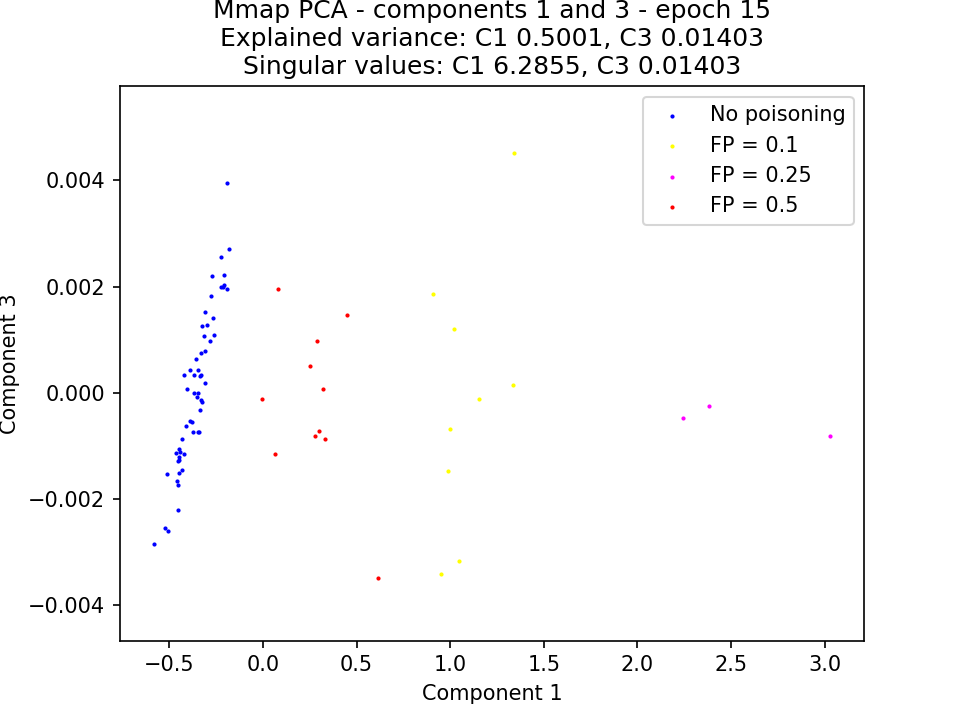 Mmap PCA - components 1 and 3 - epoch 15
Explained variance: C1 0.5001, C3 0.01403
Singular values: C1 6.2855, C3 0.01403
No poisoning
FP = 0.1
FP = 0.25
FP = 0.5
Component 3
0.004
0.002
0.000
−0.002
−0.004
−0.5
0.0
0.5
1.0
1.5
2.0
2.5
3.0
Component 1